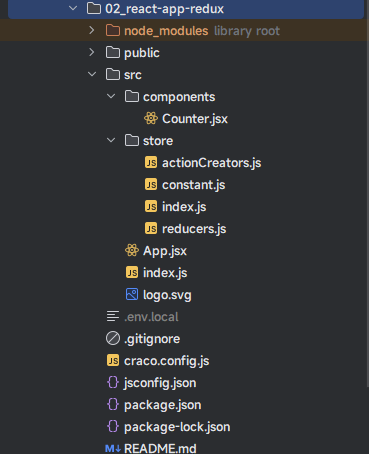 02_react-app-redux
node_modules library root
public
src
components
Counter.jsx
store
JS actionCreators.js
JS constant.js
JS index.js
JS reducers.js
App.jsx
JS index.js
logo.svg
.env.local
.gitignore
JS craco.config.js
{} jsconfig.json
{} package.json
{} package-lock.json
M↓ README.md